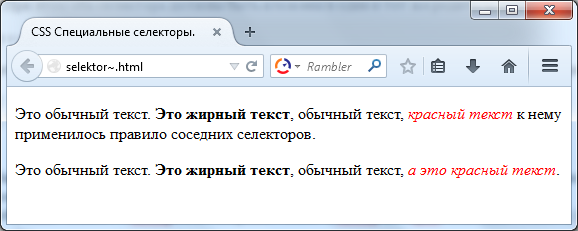 CSS Специальные селекторы.
selektor~.html
Rambler
Это обычный текст. Это жирный текст, обычный текст, красный текст к нему
применилось правило соседних селекторов.
Это обычный текст. Это жирный текст, обычный текст, а это красный текст.